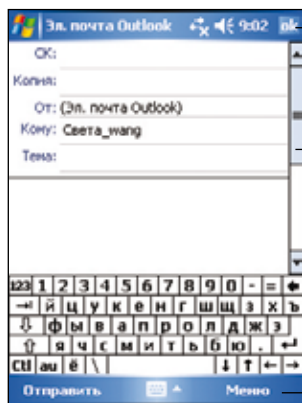 Эл. почта Outlook 9:02 ok
СК:
Копия:
От: (Эл. почта Outlook)
Кому: Света_wang
Тема:
123 1 2 3 4 5 6 7 8 9 0 - =
й ц у к е н г ш щ з х ъ
ф ы в а п р о л д ж э
я ч с м и т ь б ю .
Ctl аu ё \
Отправить Меню